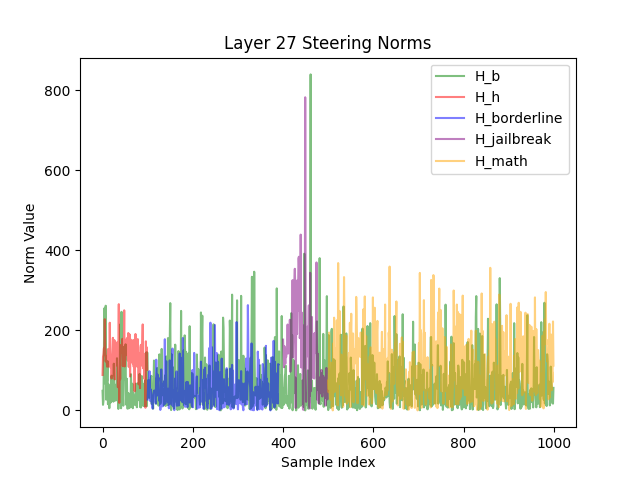 Layer 27 Steering Norms
Norm Value
800
600
400
200
0
H_b
H_h
H_borderline
H_jailbreak
H_math
0 200 400 600 800 1000
Sample Index